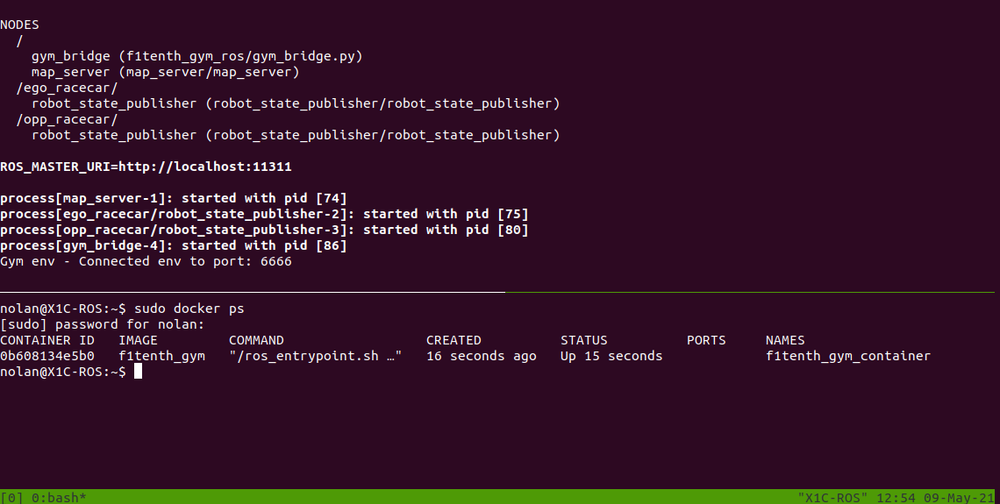 NODES
  /
    gym_bridge (f1tenth_gym_ros/gym_bridge.py)
    map_server (map_server/map_server)
  /ego_racecar/
    robot_state_publisher (robot_state_publisher/robot_state_publisher)
  /opp_racecar/
    robot_state_publisher (robot_state_publisher/robot_state_publisher)
ROS_MASTER_URI=http://localhost:11311
process[map_server-1]: started with pid [74]
process[ego_racecar/robot_state_publisher-2]: started with pid [75]
process[opp_racecar/robot_state_publisher-3]: started with pid [80]
process[gym_bridge-4]: started with pid [86]
Gym env - Connected env to port: 6666
nolan@X1C-ROS:~$ sudo docker ps
[sudo] password for nolan:
CONTAINER ID   IMAGE         COMMAND                  CREATED          STATUS          PORTS     NAMES
0b608134e5b0   f1tenth_gym   "/ros_entrypoint.sh …"   16 seconds ago   Up 15 seconds             f1tenth_gym_container
nolan@X1C-ROS:~$
[0] 0:bash* "X1C-ROS" 12:54 09-May-21